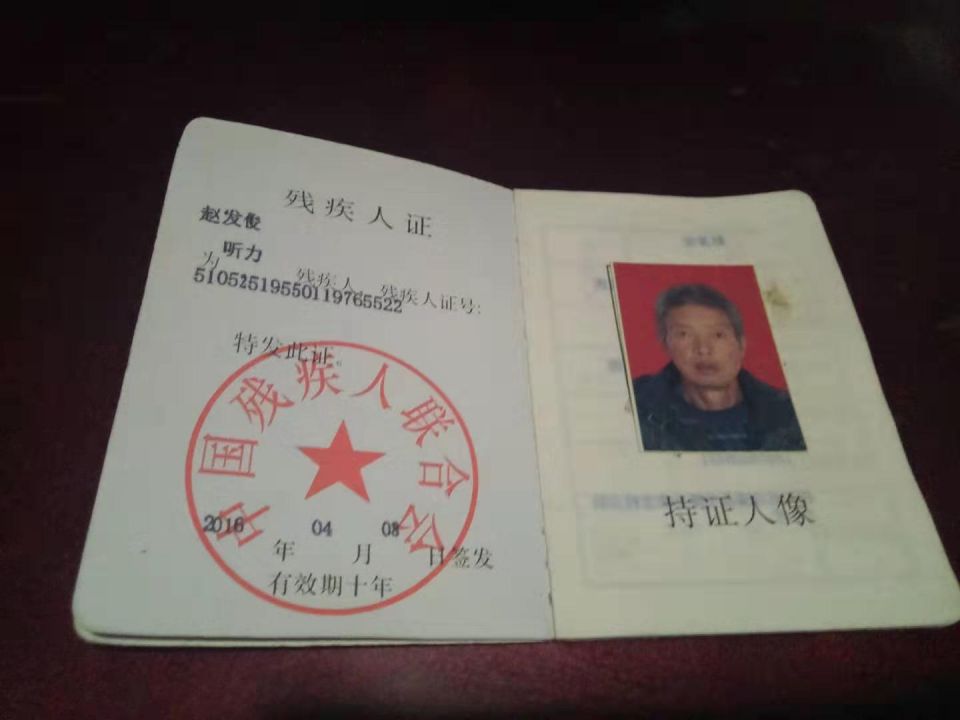 残疾人证
赵发俊
为 听力 残疾人,残疾人证号:
51052519550119765522
特发此证。
中国残疾人联合会
2016 年 04 月 08 日签发
有效期十年
持证人像